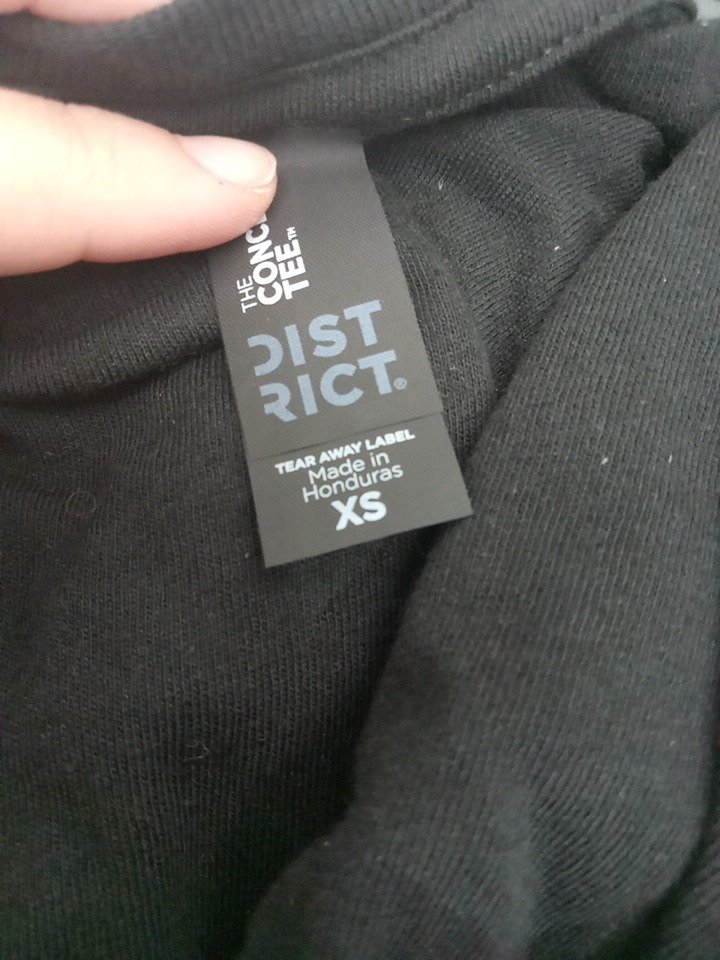 THE
TEE™
DIST
RICT®
TEAR AWAY LABEL
Made in
Honduras
XS